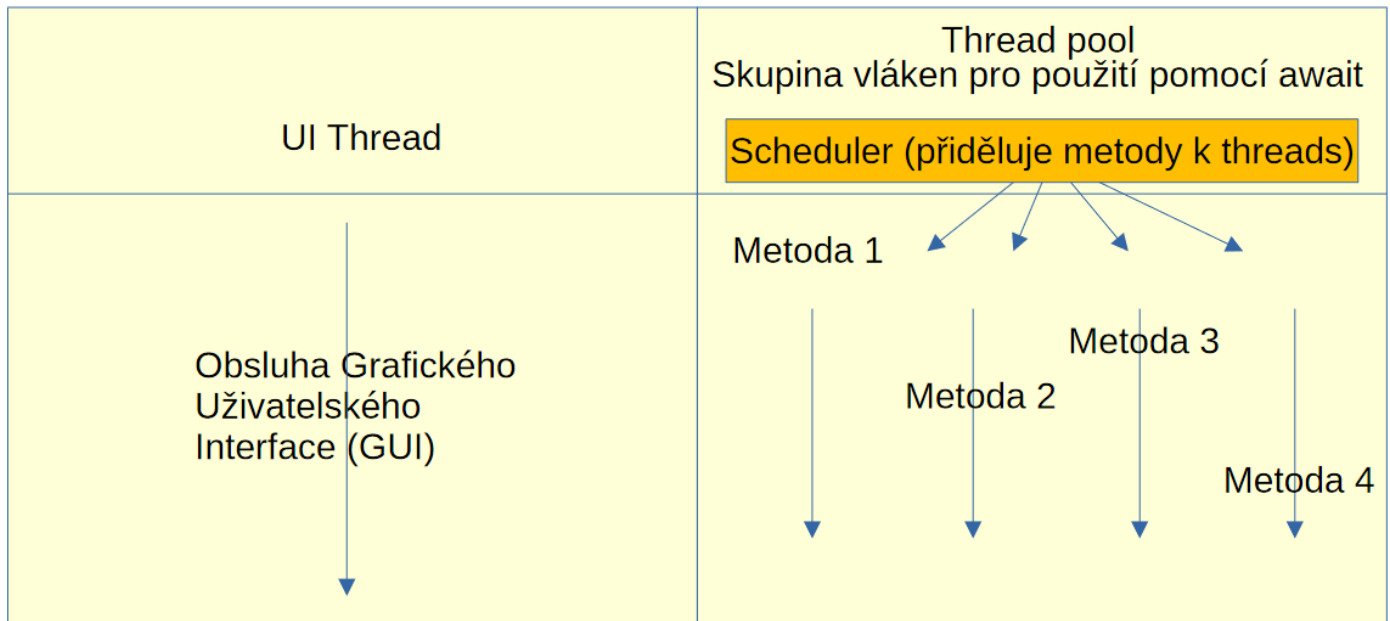 UI Thread
Thread pool
Skupina vláken pro použití pomocí await
Scheduler (přiděluje metody k threads)
Obsluha Grafického
Uživatelského
Interface (GUI)
Metoda 1
Metoda 3
Metoda 2
Metoda 4